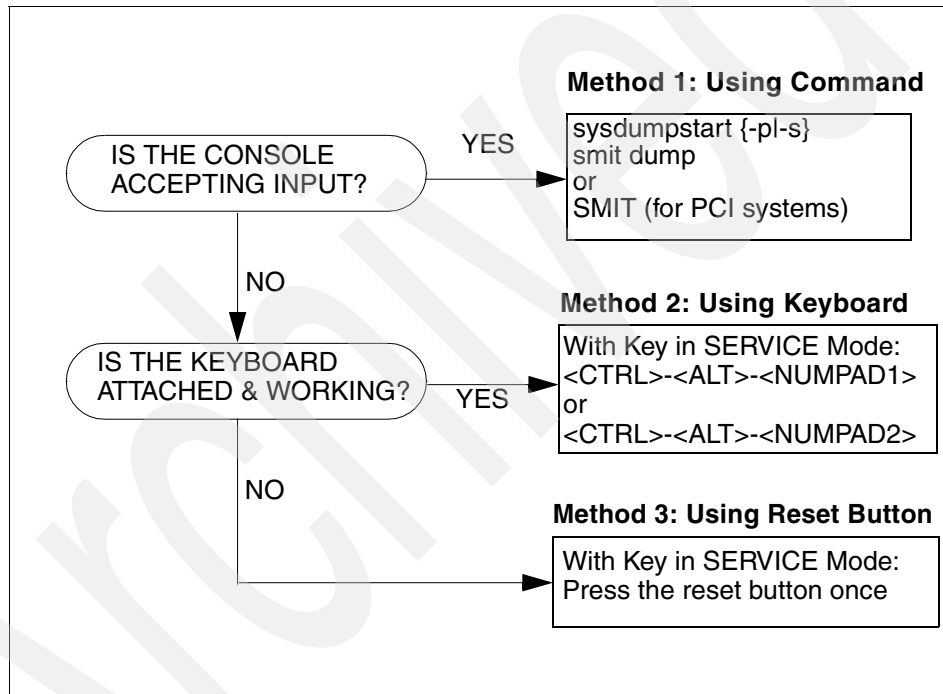 Method 1: Using Command
IS THE CONSOLE
ACCEPTING INPUT?
YES
sysdumpstart {-p|-s}
smit dump
or
SMIT (for PCI systems)
NO
Method 2: Using Keyboard
IS THE KEYBOARD
ATTACHED & WORKING?
YES
With Key in SERVICE Mode:
<CTRL>-<ALT>-<NUMPAD1>
or
<CTRL>-<ALT>-<NUMPAD2>
NO
Method 3: Using Reset Button
With Key in SERVICE Mode:
Press the reset button once
Archived